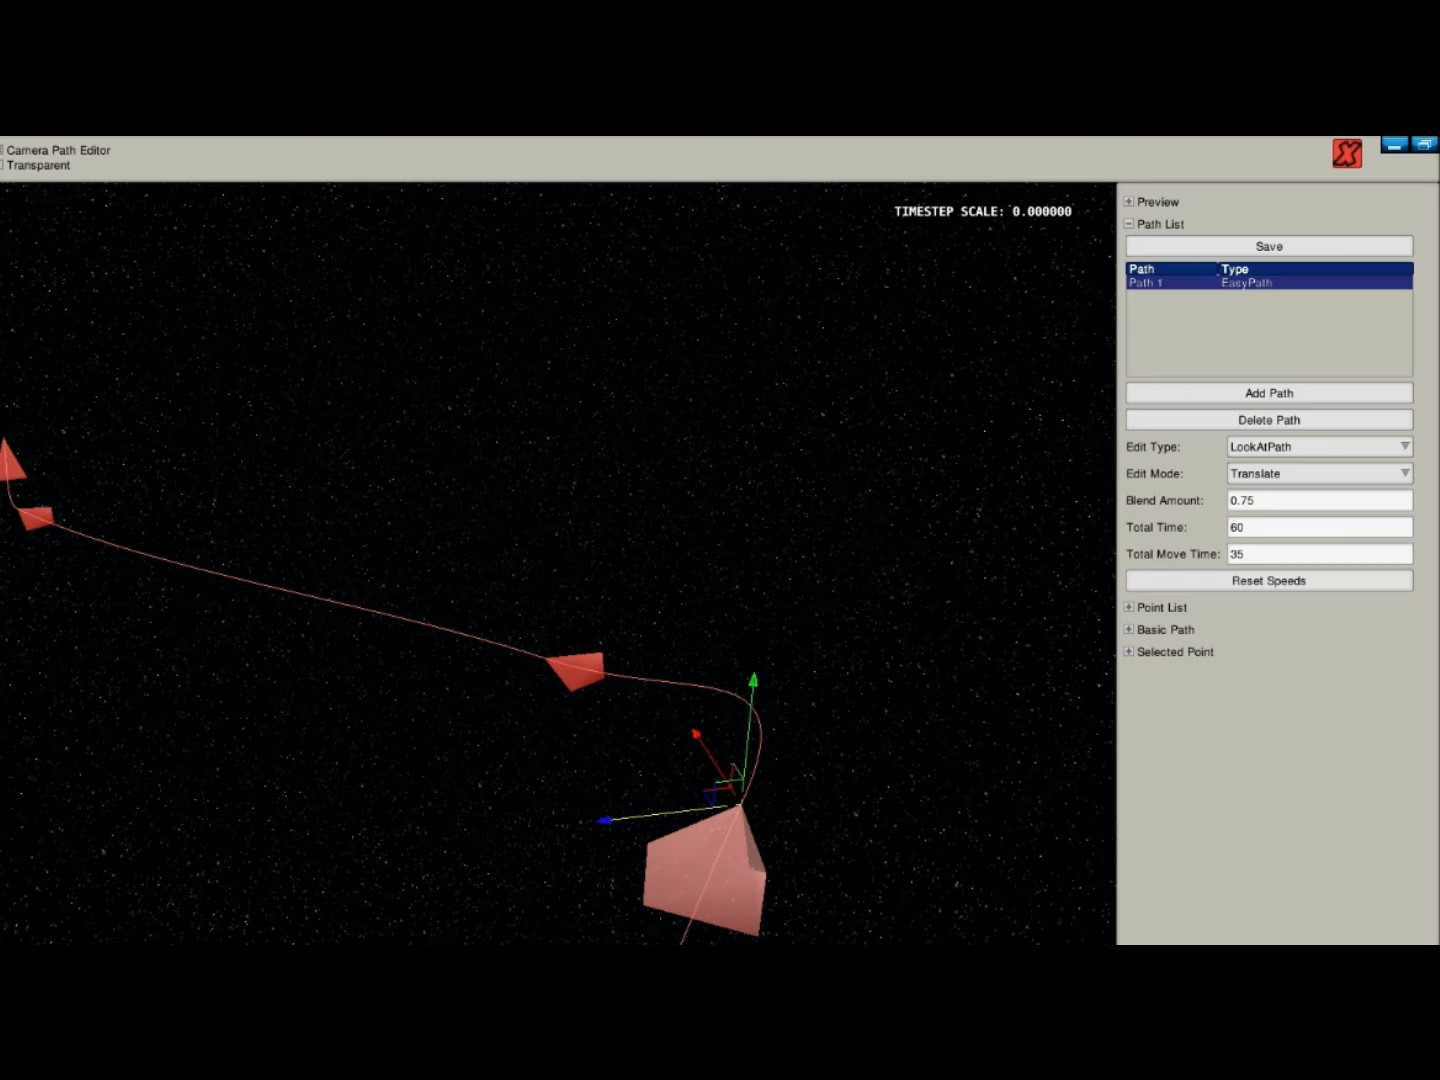 Camera Path Editor
Transparent
TIMESTEP SCALE: 0.000000
Preview
Path List
Save
Path Type
Path 1 EasyPath
Add Path
Delete Path
Edit Type: LookAtPath
Edit Mode: Translate
Blend Amount: 0.75
Total Time: 60
Total Move Time: 35
Reset Speeds
Point List
Basic Path
Selected Point